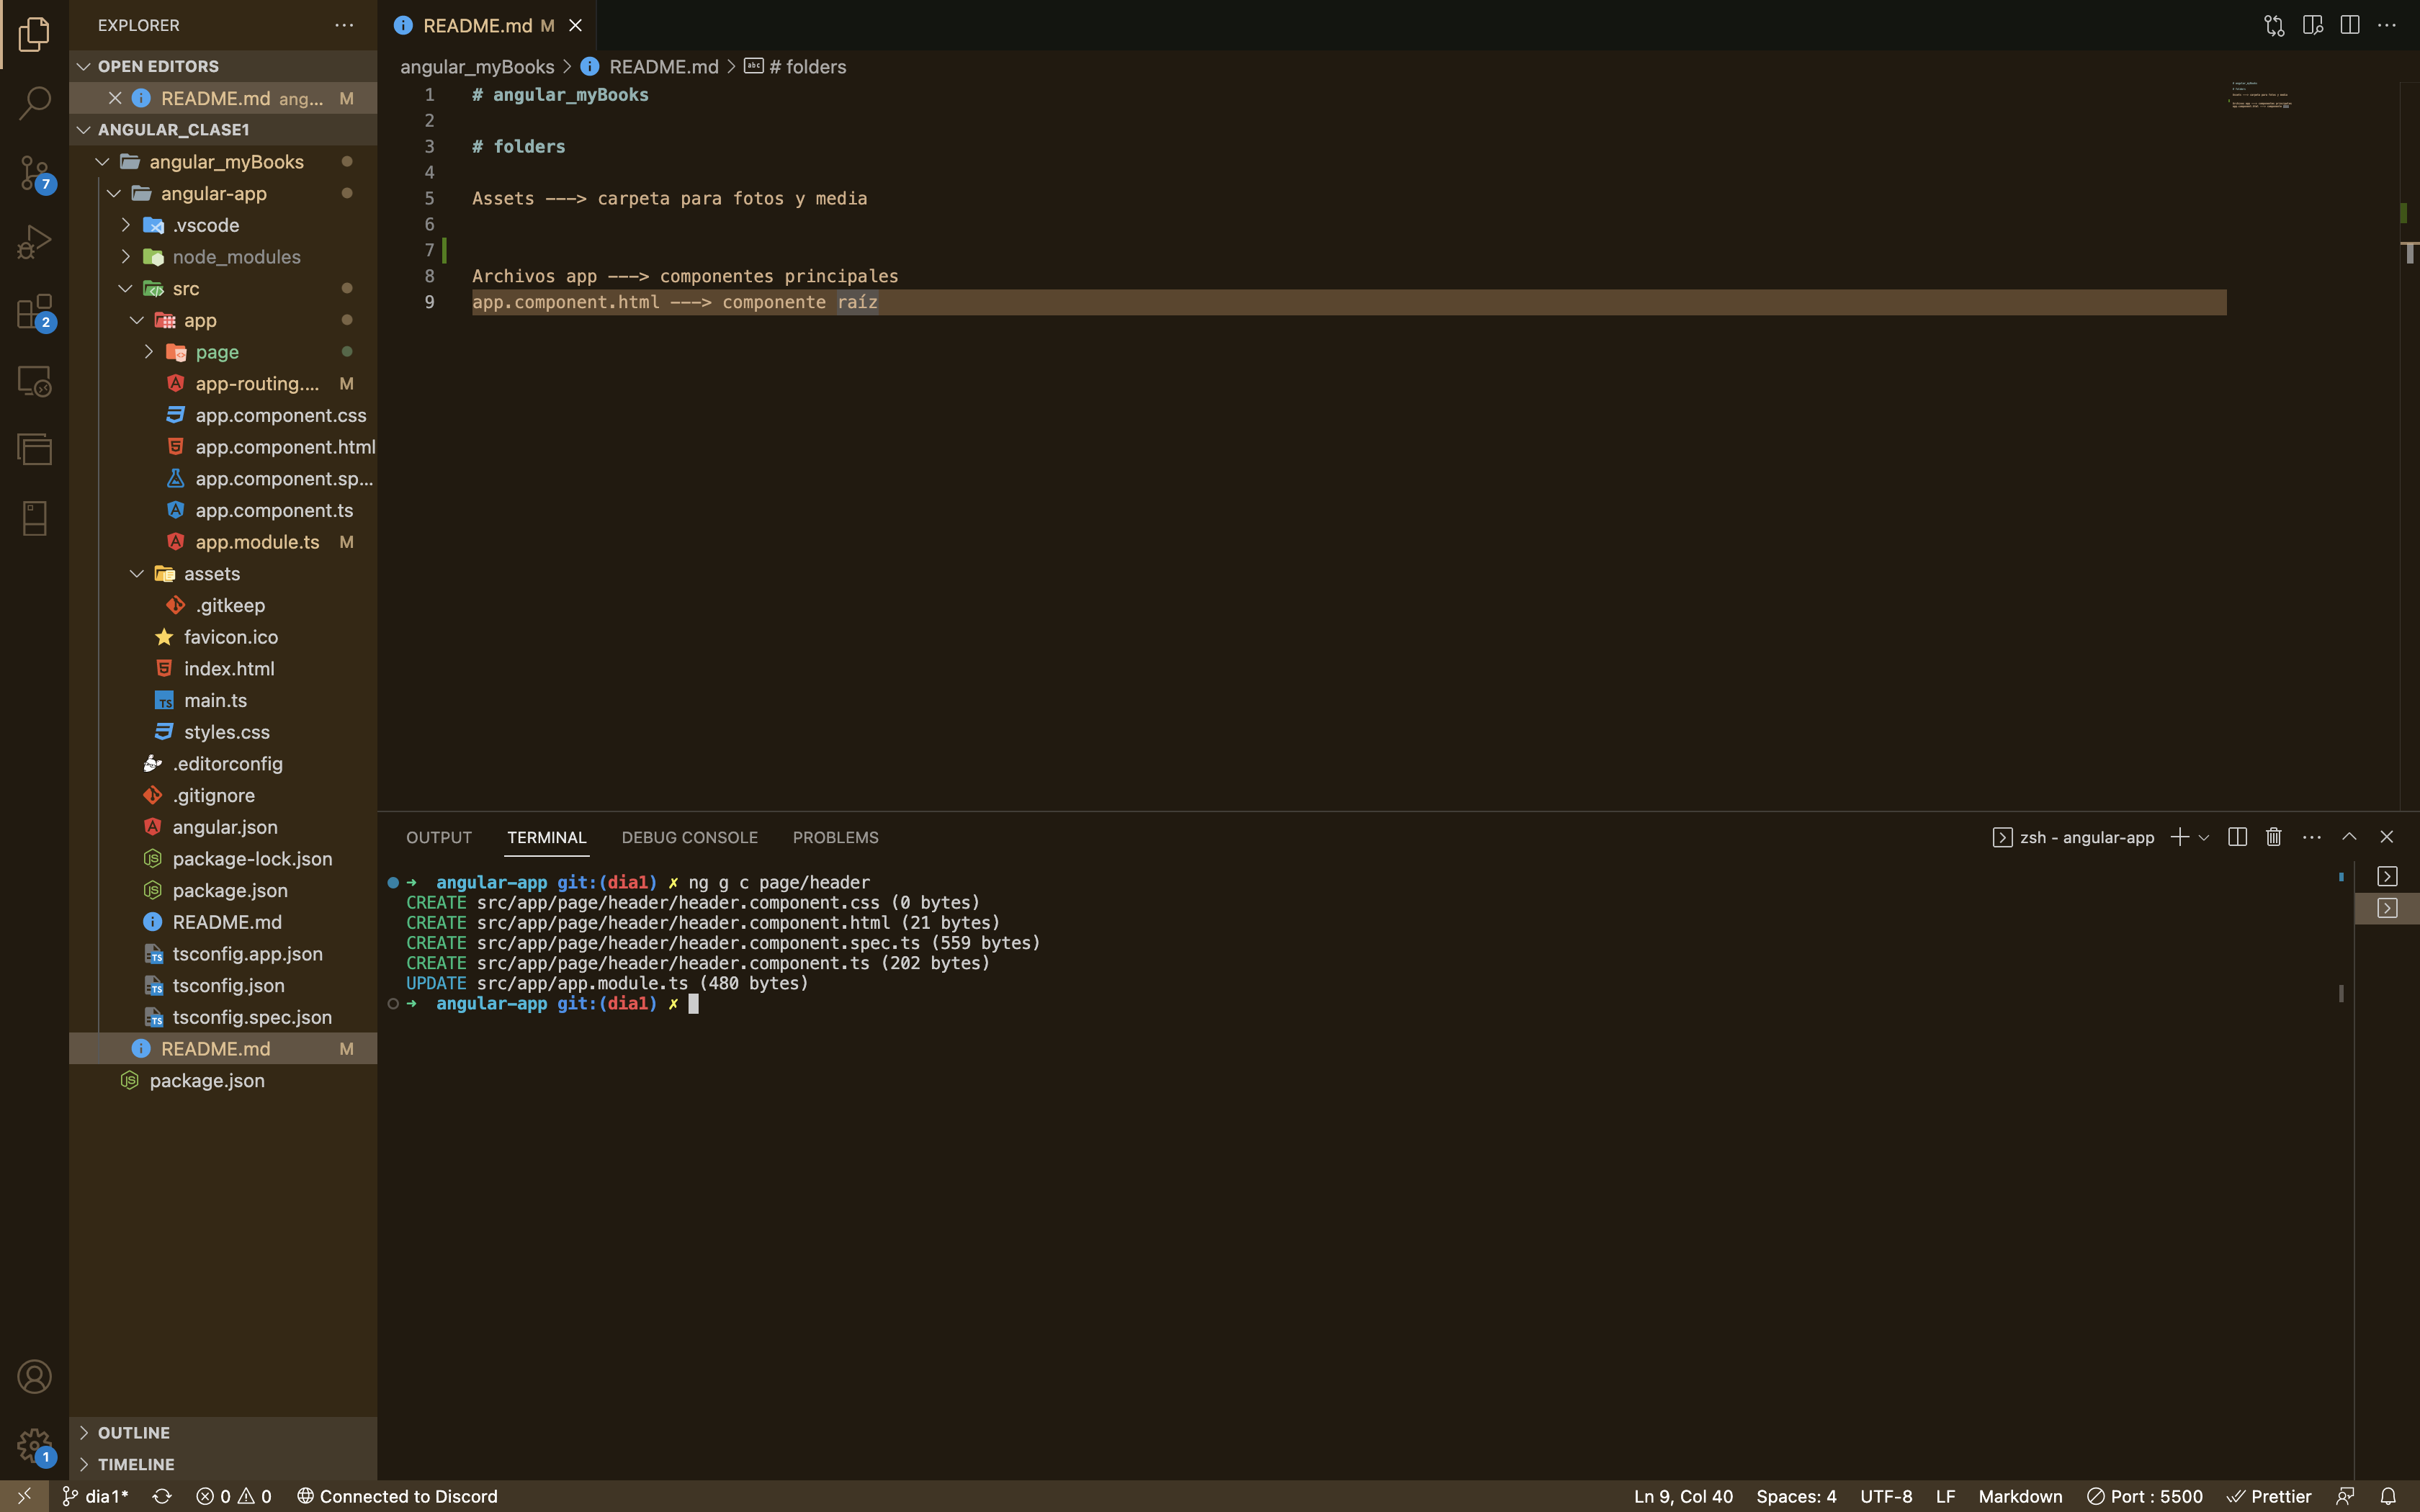 EXPLORER
OPEN EDITORS
README.md ang... M
ANGULAR_CLASE1
angular_myBooks
angular-app
.vscode
node_modules
src
app
page
app-routing.... M
app.component.css
app.component.html
app.component.sp...
app.component.ts
app.module.ts M
assets
.gitkeep
favicon.ico
index.html
main.ts
styles.css
.editorconfig
.gitignore
angular.json
package-lock.json
package.json
README.md
tsconfig.app.json
tsconfig.json
tsconfig.spec.json
README.md M
package.json
OUTLINE
TIMELINE
7
2
1
README.md M
angular_myBooks > README.md > # folders
1 # angular_myBooks
2
3 # folders
4
5 Assets ---> carpeta para fotos y media
6
7
8 Archivos app ---> componentes principales
9 app.component.html ---> componente raíz
OUTPUT TERMINAL DEBUG CONSOLE PROBLEMS
zsh - angular-app
➜ angular-app git:(dia1) ✗ ng g c page/header
CREATE src/app/page/header/header.component.css (0 bytes)
CREATE src/app/page/header/header.component.html (21 bytes)
CREATE src/app/page/header/header.component.spec.ts (559 bytes)
CREATE src/app/page/header/header.component.ts (202 bytes)
UPDATE src/app/app.module.ts (480 bytes)
➜ angular-app git:(dia1) ✗
dia1* 0 0 Connected to Discord Ln 9, Col 40 Spaces: 4 UTF-8 LF Markdown Port : 5500 Prettier